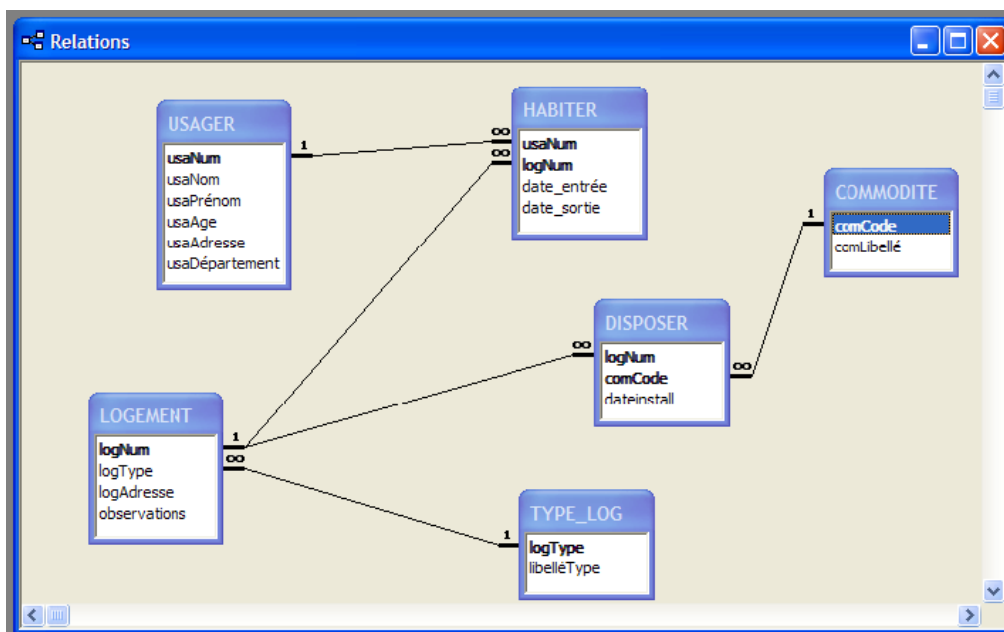 Relations
USAGER
usaNum
usaNom
usaPrénom
usaAge
usaAdresse
usaDépartement
1
HABITER
usaNum
logNum
date_entrée
date_sortie
∞
∞
COMMODITE
comCode
comLibellé
1
DISPOSER
logNum
comCode
dateinstall
∞
∞
LOGEMENT
logNum
logType
logAdresse
observations
1
∞
TYPE_LOG
logType
libelléType
1